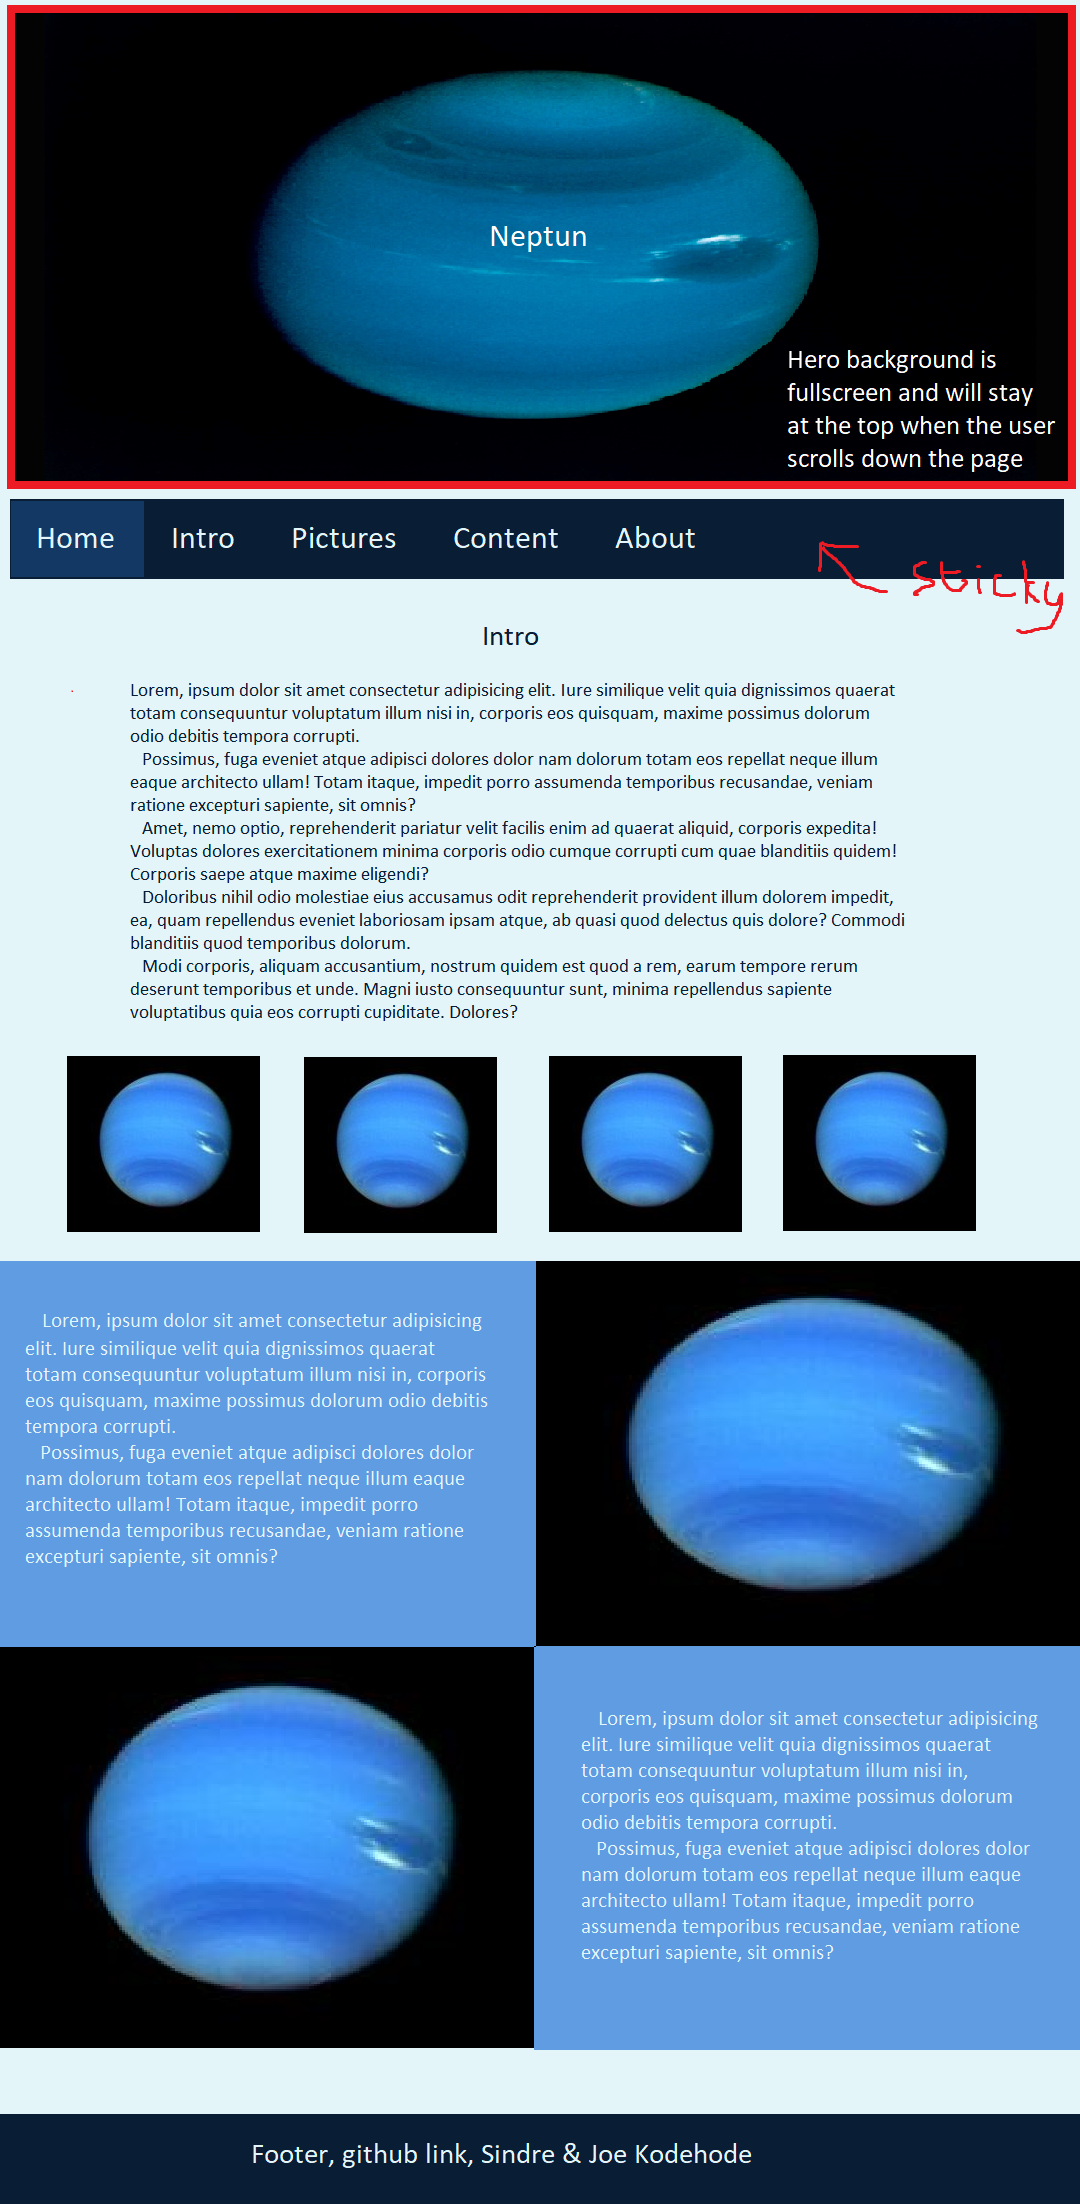 Neptun
Hero background is
fullscreen and will stay
at the top when the user
scrolls down the page
Home Intro Pictures Content About
sticky
Intro
Lorem, ipsum dolor sit amet consectetur adipisicing elit. Iure similique velit quia dignissimos quaerat
totam consequuntur voluptatum illum nisi in, corporis eos quisquam, maxime possimus dolorum
odio debitis tempora corrupti.
Possimus, fuga eveniet atque adipisci dolores dolor nam dolorum totam eos repellat neque illum
eaque architecto ullam! Totam itaque, impedit porro assumenda temporibus recusandae, veniam
ratione excepturi sapiente, sit omnis?
Amet, nemo optio, reprehenderit pariatur velit facilis enim ad quaerat aliquid, corporis expedita!
Voluptas dolores exercitationem minima corporis odio cumque corrupti cum quae blanditiis quidem!
Corporis saepe atque maxime eligendi?
Doloribus nihil odio molestiae eius accusamus odit reprehenderit provident illum dolorem impedit,
ea, quam repellendus eveniet laboriosam ipsam atque, ab quasi quod delectus quis dolore? Commodi
blanditiis quod temporibus dolorum.
Modi corporis, aliquam accusantium, nostrum quidem est quod a rem, earum tempore rerum
deserunt temporibus et unde. Magni iusto consequuntur sunt, minima repellendus sapiente
voluptatibus quia eos corrupti cupiditate. Dolores?
Lorem, ipsum dolor sit amet consectetur adipisicing
elit. Iure similique velit quia dignissimos quaerat
totam consequuntur voluptatum illum nisi in, corporis
eos quisquam, maxime possimus dolorum odio debitis
tempora corrupti.
Possimus, fuga eveniet atque adipisci dolores dolor
nam dolorum totam eos repellat neque illum eaque
architecto ullam! Totam itaque, impedit porro
assumenda temporibus recusandae, veniam ratione
excepturi sapiente, sit omnis?
Lorem, ipsum dolor sit amet consectetur adipisicing
elit. Iure similique velit quia dignissimos quaerat
totam consequuntur voluptatum illum nisi in,
corporis eos quisquam, maxime possimus dolorum
odio debitis tempora corrupti.
Possimus, fuga eveniet atque adipisci dolores dolor
nam dolorum totam eos repellat neque illum eaque
architecto ullam! Totam itaque, impedit porro
assumenda temporibus recusandae, veniam ratione
excepturi sapiente, sit omnis?
Footer, github link, Sindre & Joe Kodehode